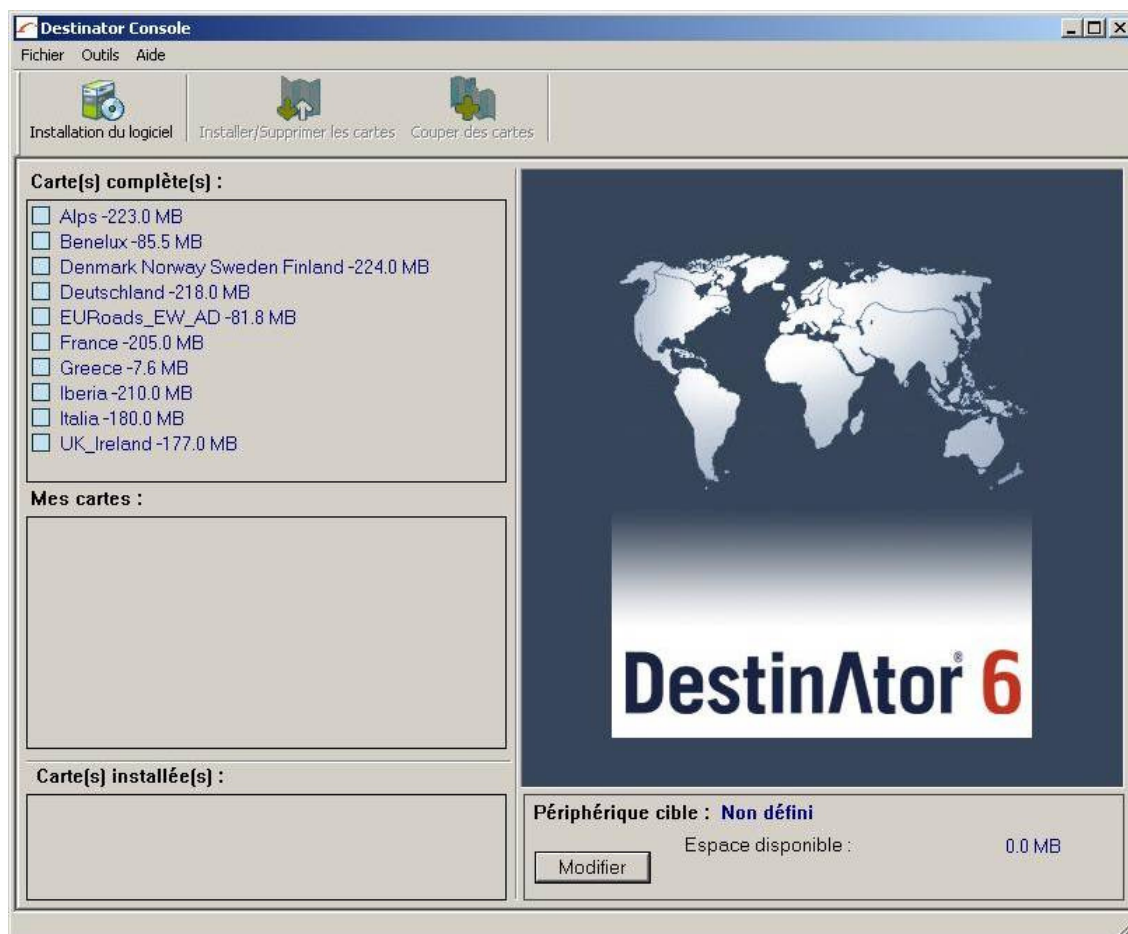 Destinator Console
Fichier Outils Aide
Installation du logiciel
Installer/Supprimer les cartes
Couper des cartes
Carte(s) complète(s) :
Alps -223.0 MB
Benelux -85.5 MB
Denmark Norway Sweden Finland -224.0 MB
Deutschland -218.0 MB
EURoads_EW_AD -81.8 MB
France -205.0 MB
Greece -7.6 MB
Iberia -210.0 MB
Italia -180.0 MB
UK_Ireland -177.0 MB
Mes cartes :
Carte(s) installée(s) :
DestinAtor® 6
Périphérique cible : Non défini
Espace disponible : 0.0 MB
Modifier